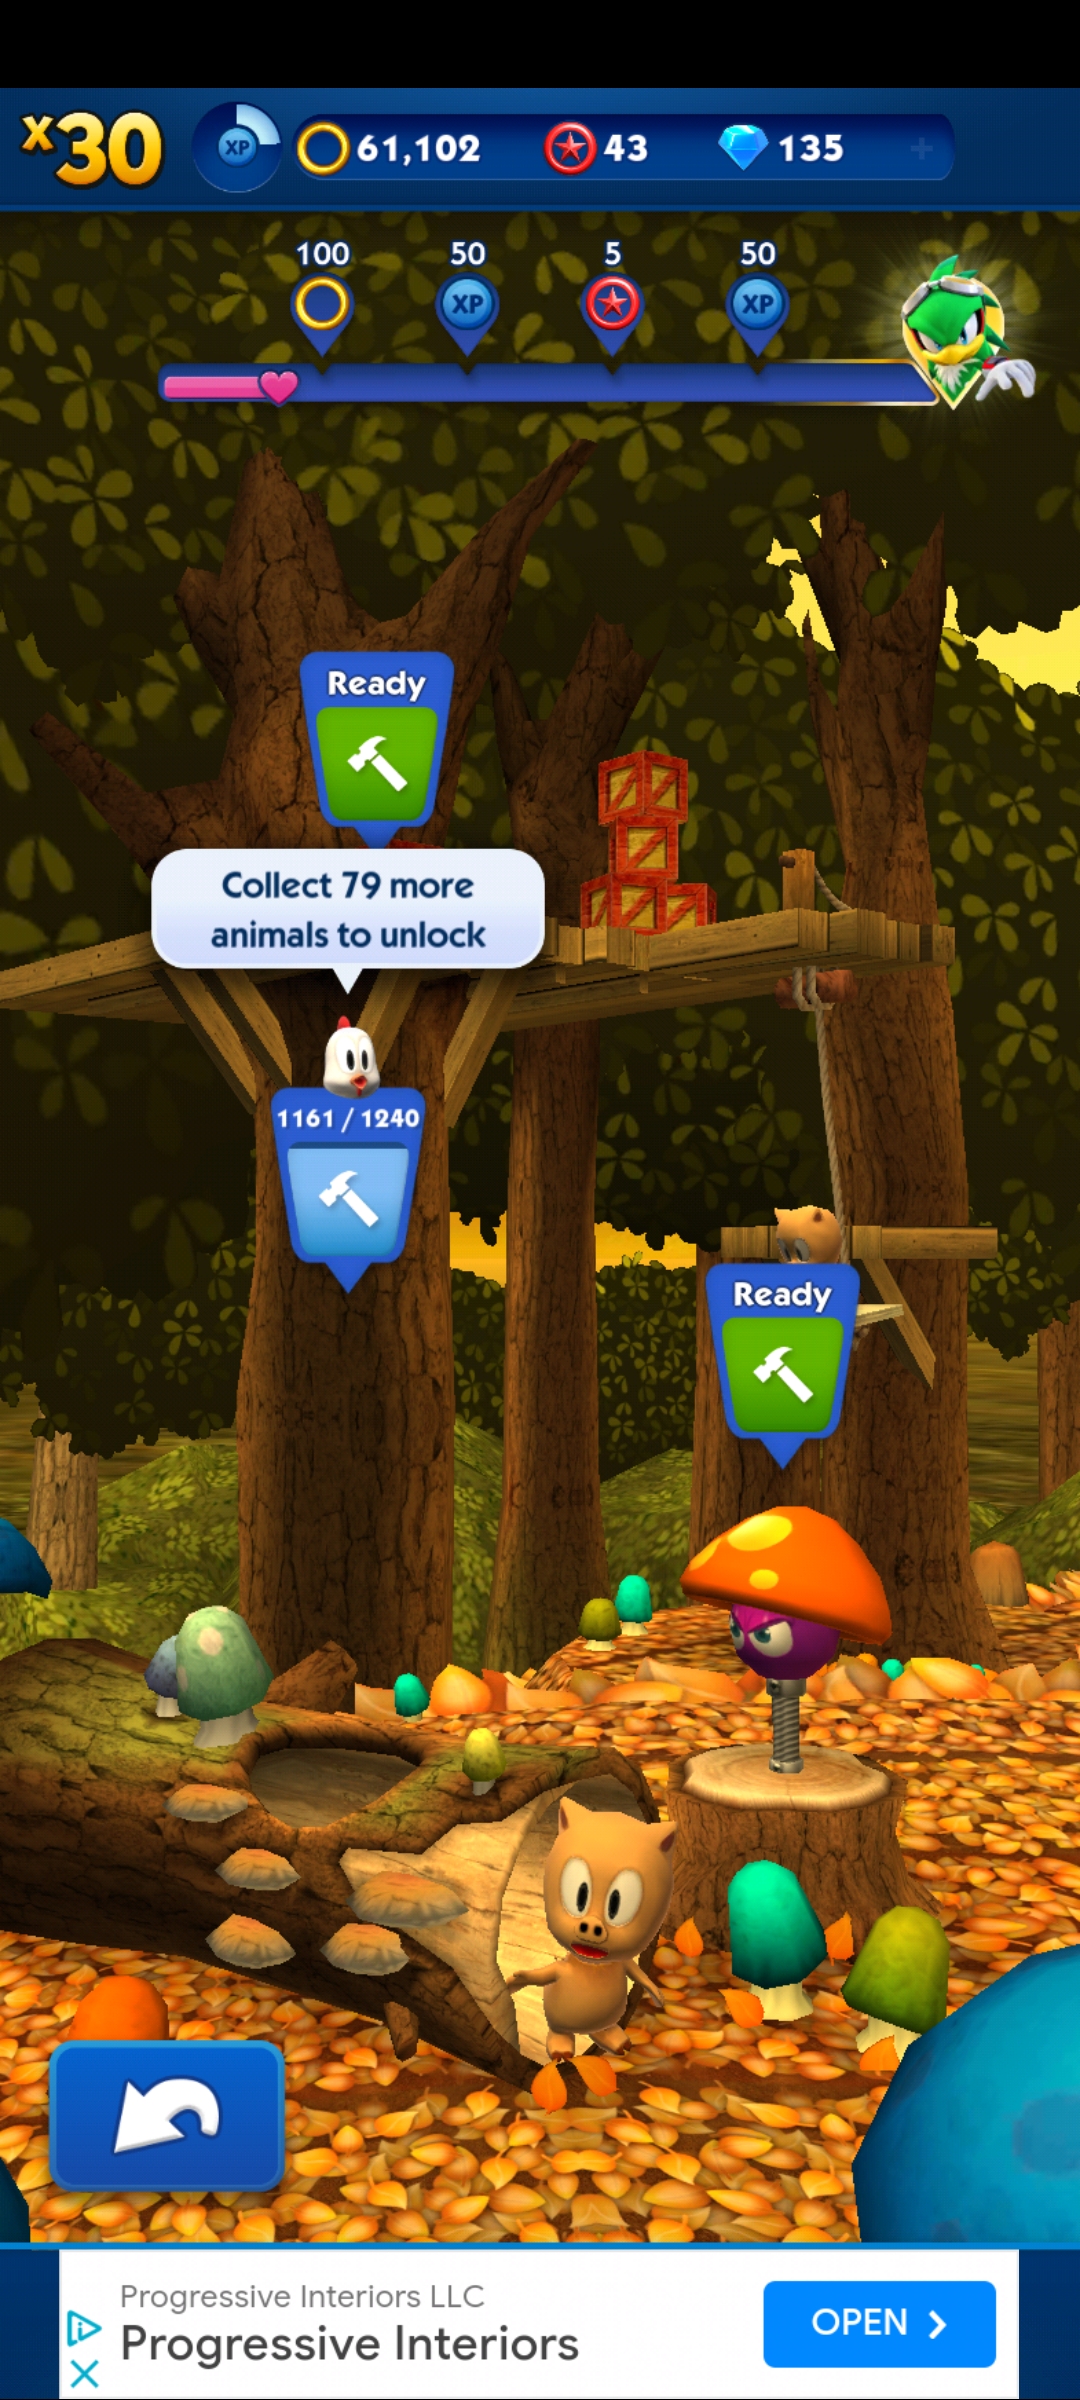 x30
XP
61,102
43
135
100
50
5
50
XP
XP
Ready
Collect 79 more
animals to unlock
1161 / 1240
Ready
Progressive Interiors LLC
Progressive Interiors
OPEN